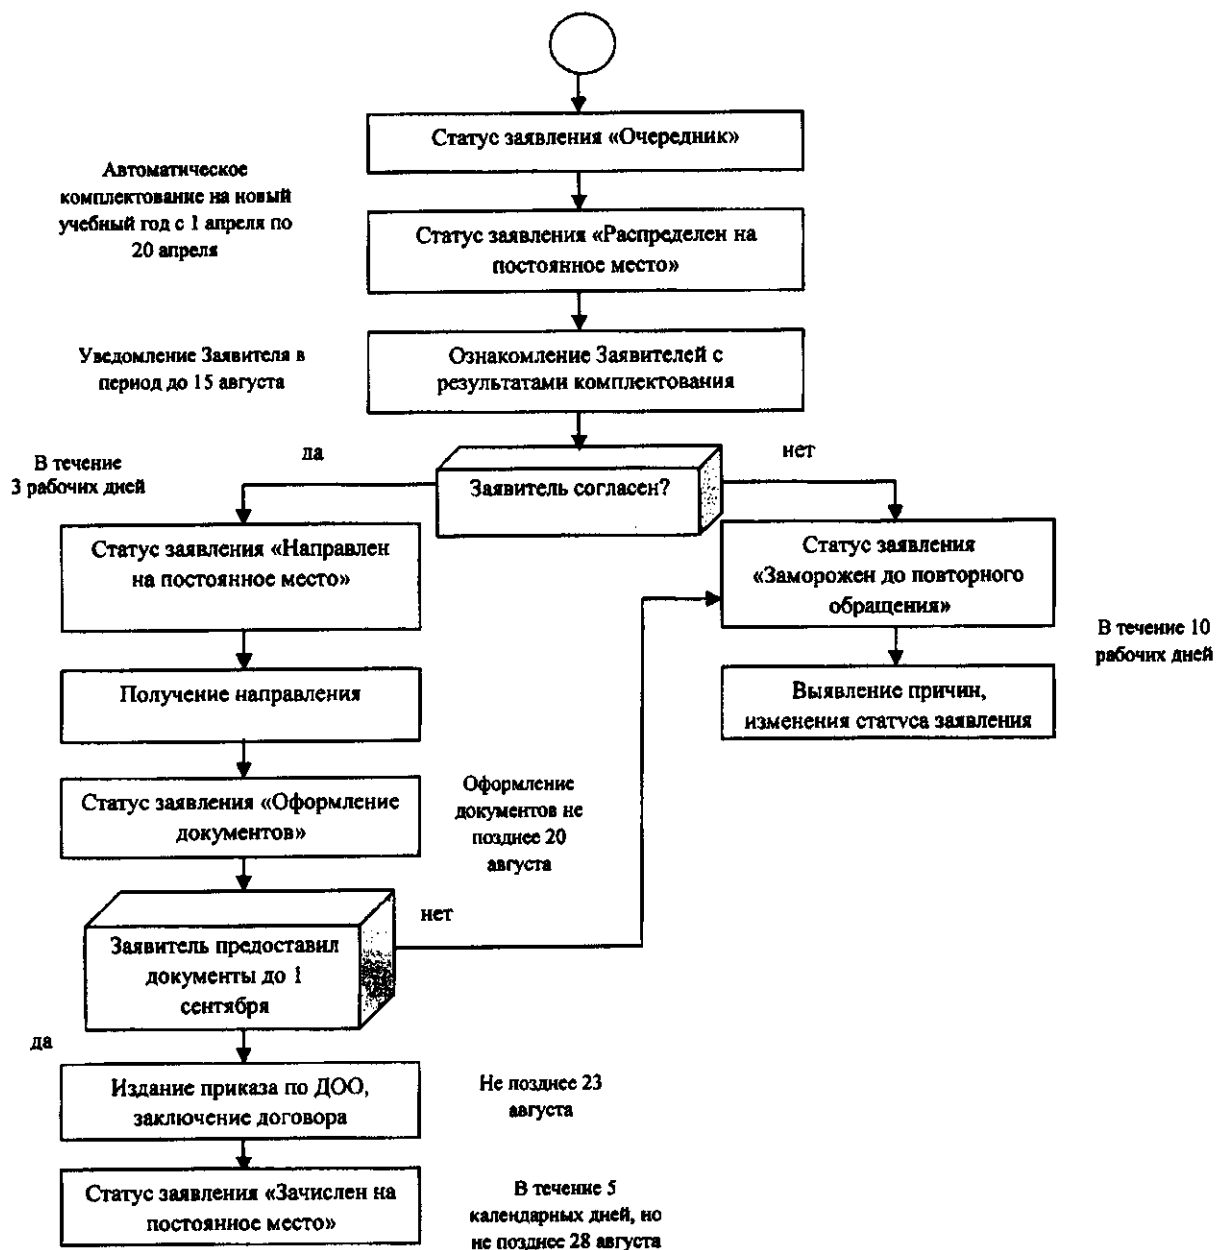 Статус заявления «Очередник»
Автоматическое
комплектование на новый
учебный год с 1 апреля по
20 апреля
Статус заявления «Распределен на
постоянное место»
Уведомление Заявителя в
период до 15 августа
Ознакомление Заявителей с
результатами комплектования
да
нет
В течение
3 рабочих дней
Заявитель согласен?
Статус заявления «Направлен
на постоянное место»
Статус заявления
«Заморожен до повторного
обращения»
В течение 10
рабочих дней
Получение направления
Выявление причин,
изменения статуса заявления
Статус заявления «Оформление
документов»
Оформление
документов не
позднее 20
августа
нет
Заявитель предоставил
документы до 1
сентября
да
Издание приказа по ДОО,
заключение договора
Не позднее 23
августа
Статус заявления «Зачислен на
постоянное место»
В течение 5
календарных дней, но
не позднее 28 августа